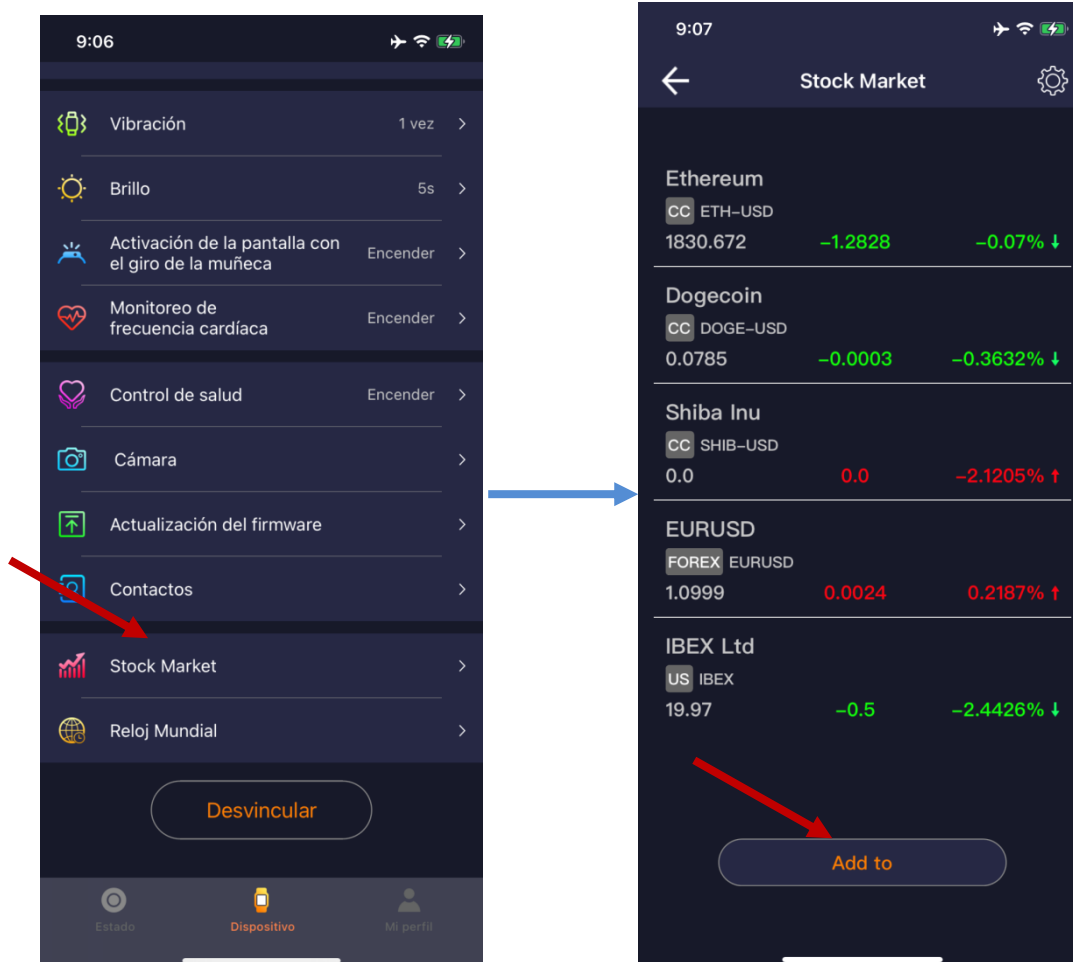 9:06
Vibración 1 vez
Brillo 5s
Activación de la pantalla con
el giro de la muñeca Encender
Monitoreo de
frecuencia cardíaca Encender
Control de salud Encender
Cámara
Actualización del firmware
Contactos
Stock Market
Reloj Mundial
Desvincular
Estado Dispositivo Mi perfil
9:07
Stock Market
Ethereum
CC ETH-USD
1830.672 -1.2828 -0.07% ↓
Dogecoin
CC DOGE-USD
0.0785 -0.0003 -0.3632% ↓
Shiba Inu
CC SHIB-USD
0.0 0.0 -2.1205% ↑
EURUSD
FOREX EURUSD
1.0999 0.0024 0.2187% ↑
IBEX Ltd
US IBEX
19.97 -0.5 -2.4426% ↓
Add to